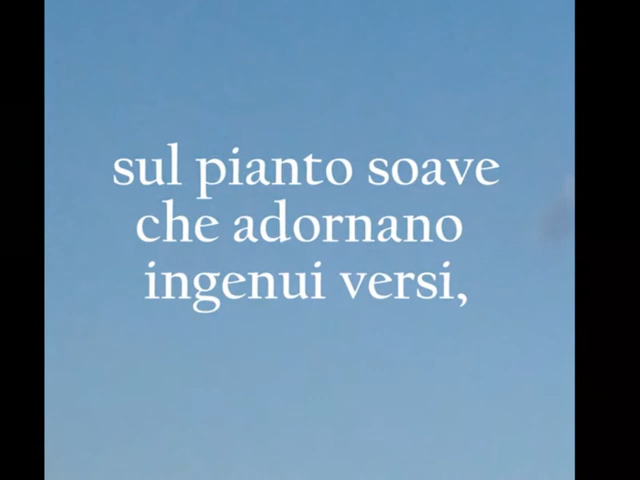 sul pianto soave
che adornano
ingenui versi,